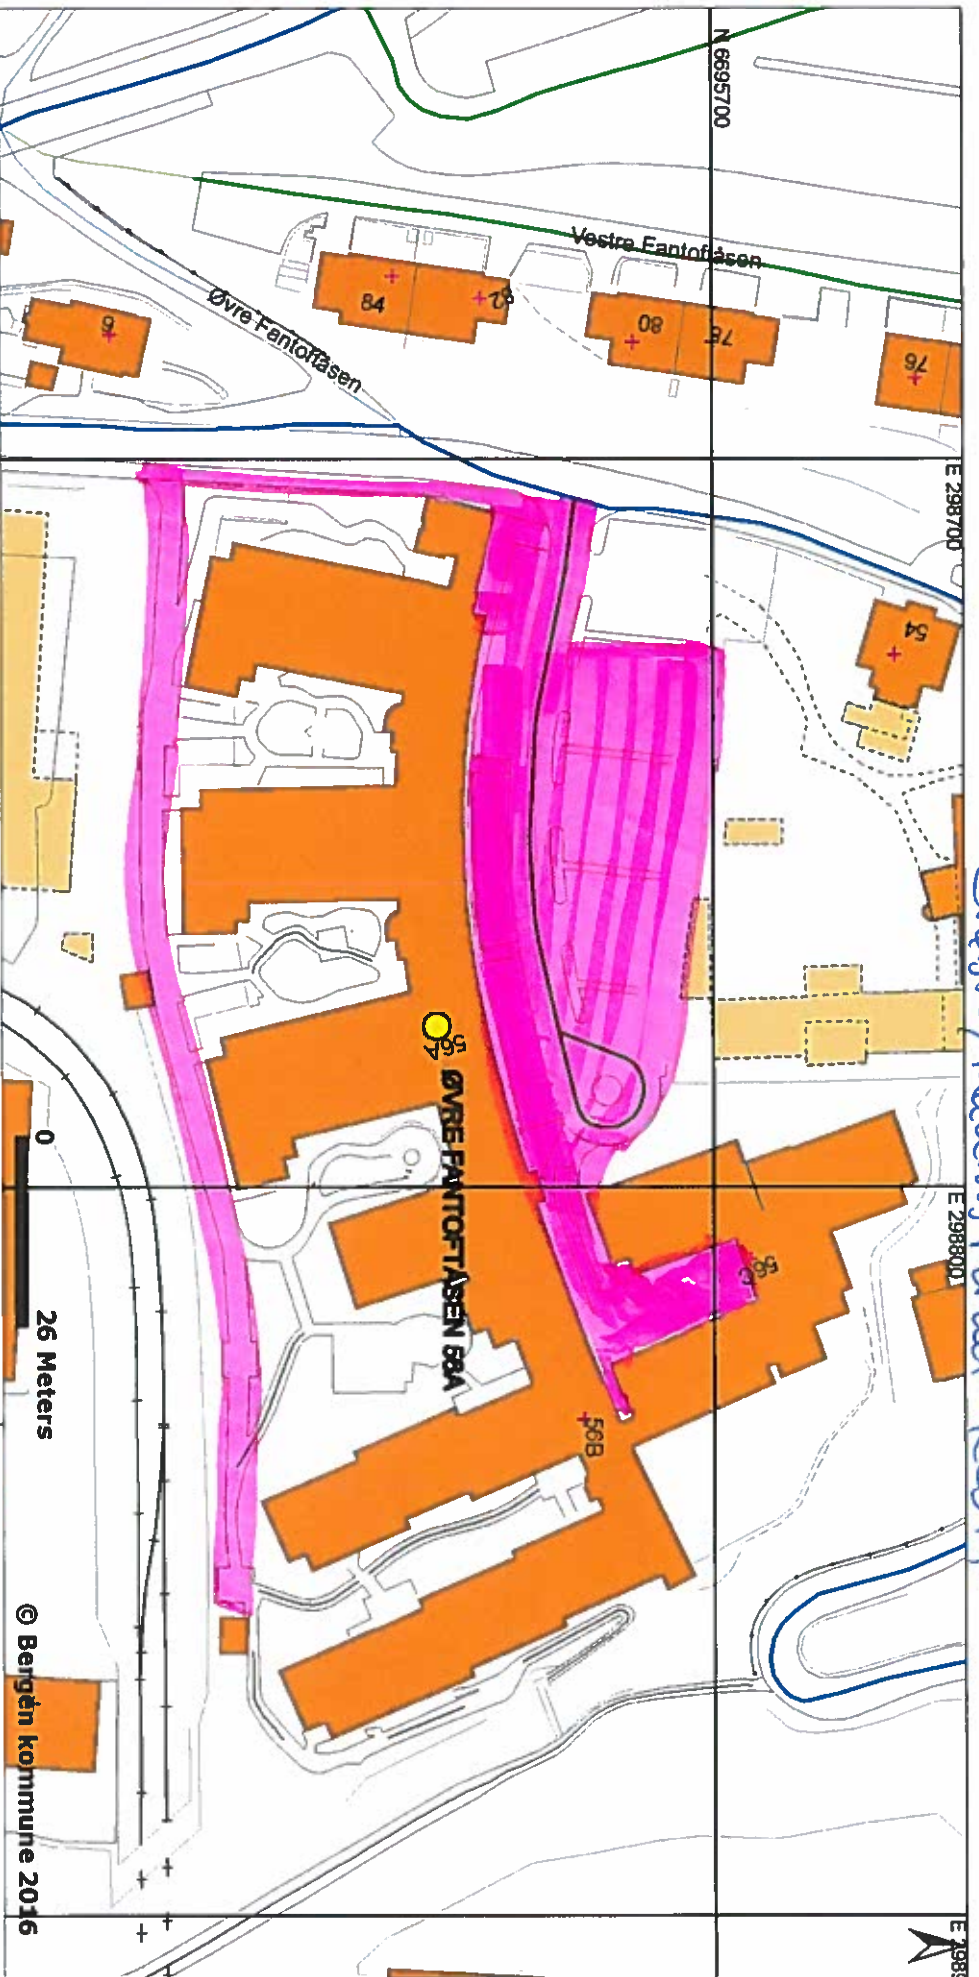 N 6695700
Vestre Fantoftåsen
Øvre Fantoftåsen
84
82
80
78
76
6
E 298700
54
56A
ØVRE FANTOFTÅSEN 56A
E 298800
56C
56B
0
26 Meters
© Bergen kommune 2016